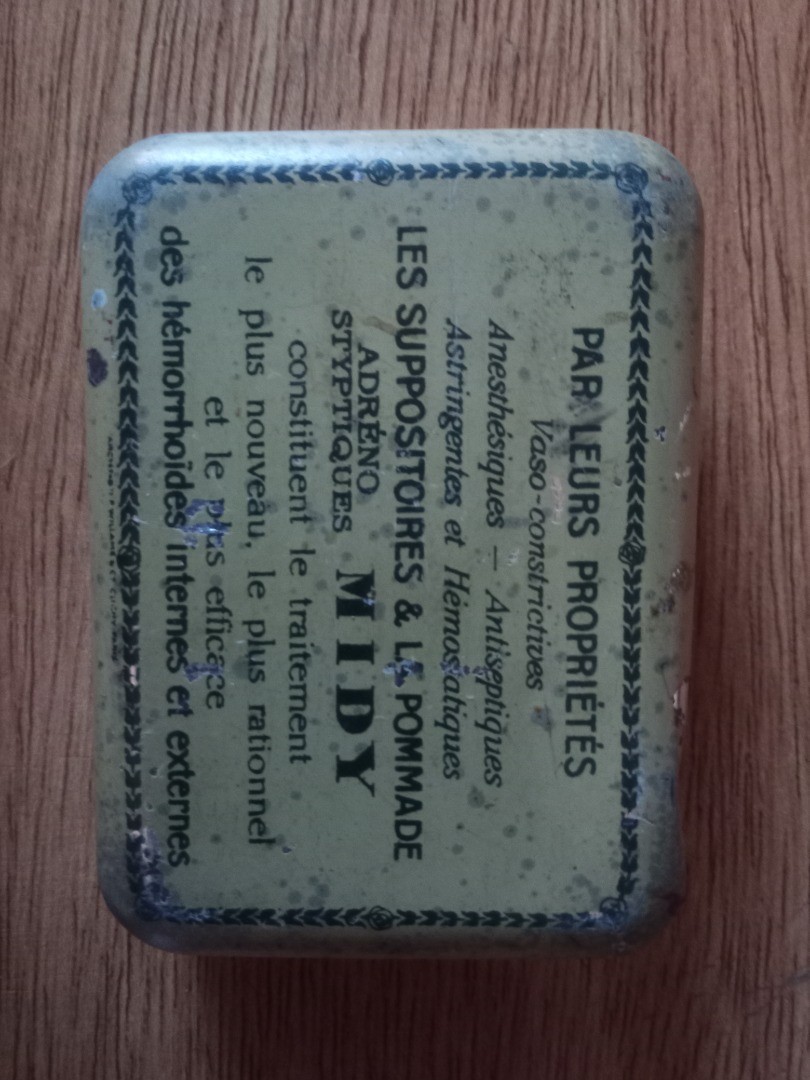 PAR LEURS PROPRIÉTÉS
Vaso-constrictives
Anesthésiques — Antiseptiques
Astringentes et Hémostatiques
LES SUPPOSITOIRES & LA POMMADE
ADRÉNO
STYPTIQUES MIDY
constituent le traitement
le plus nouveau, le plus rationnel
et le plus efficace
des hémorrhoïdes internes et externes